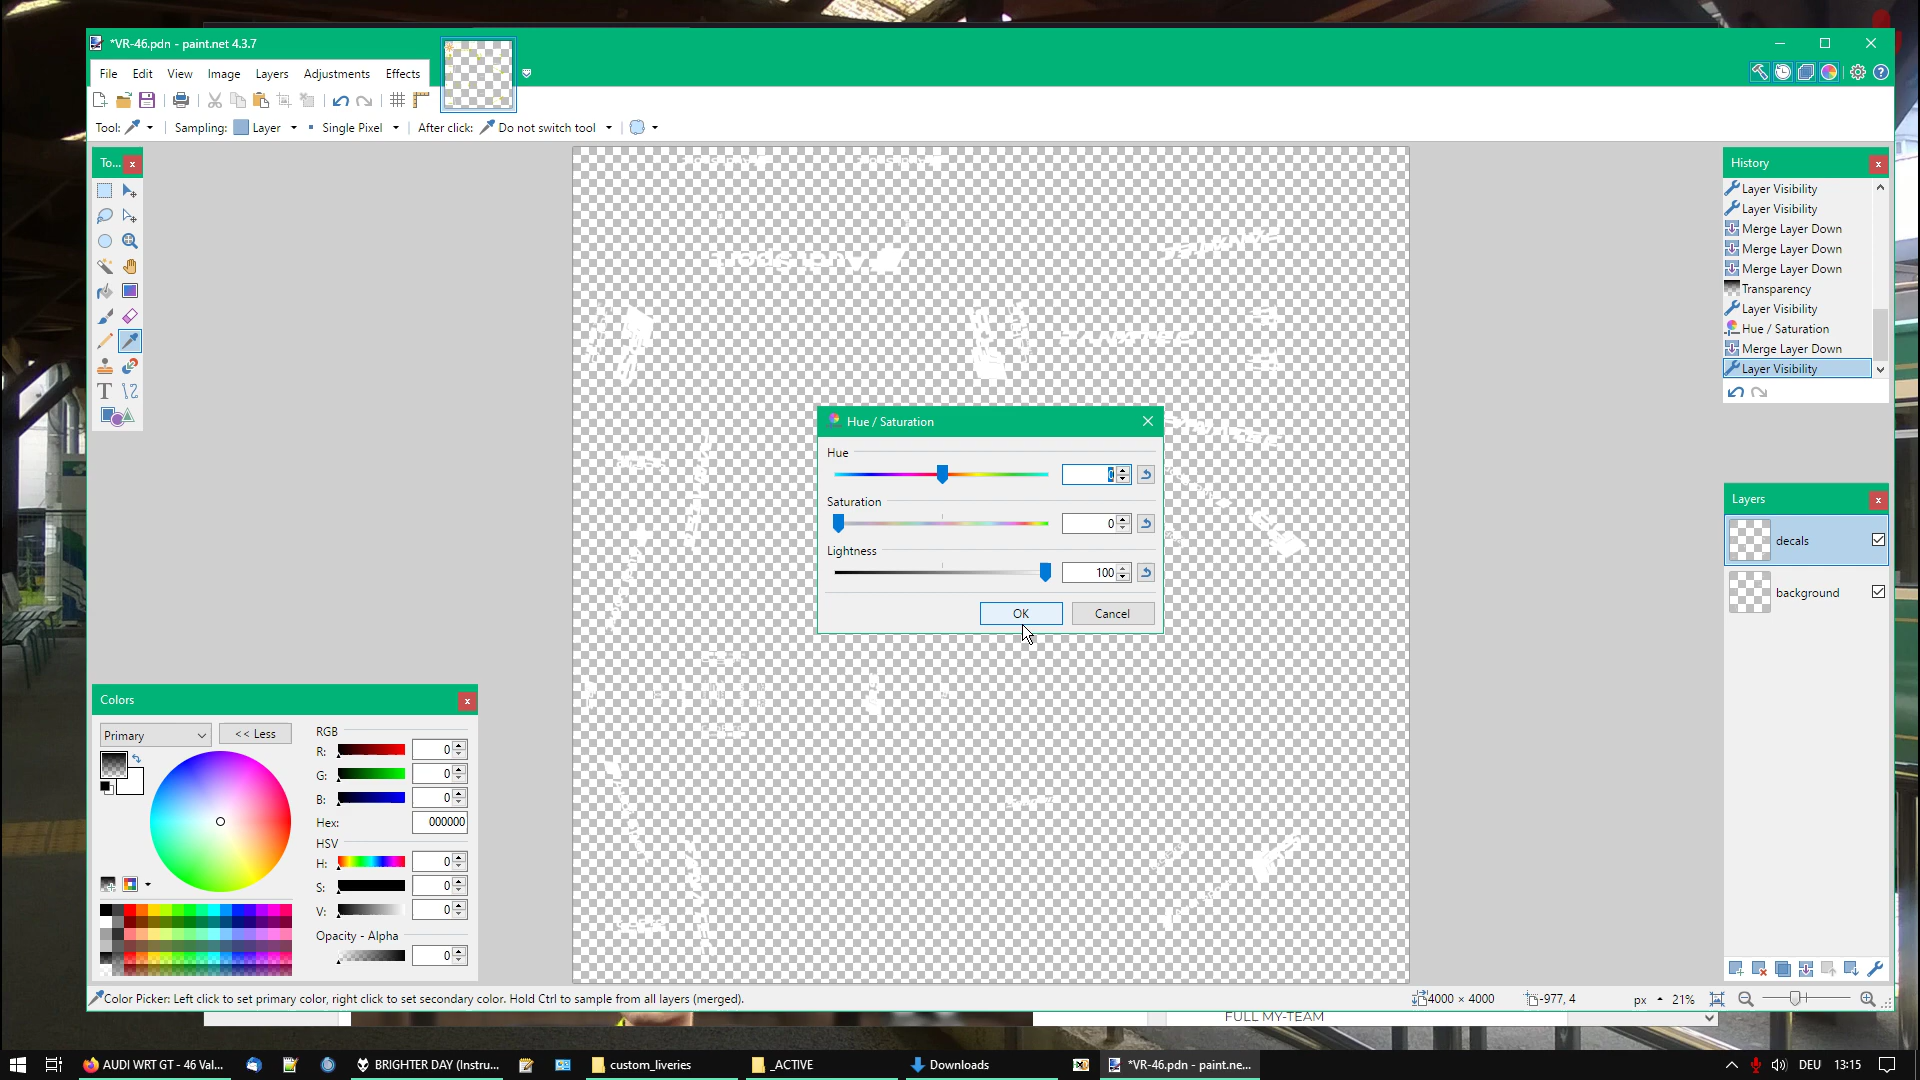 *VR-46.pdn - paint.net 4.3.7
File Edit View Image Layers Adjustments Effects
Tool: Sampling: Layer Single Pixel After click: Do not switch tool
To...
History
Layer Visibility
Layer Visibility
Merge Layer Down
Merge Layer Down
Merge Layer Down
Transparency
Layer Visibility
Hue / Saturation
Merge Layer Down
Layer Visibility
Hue / Saturation
Hue
0
Saturation
0
Lightness
100
OK Cancel
Layers
decals
background
Colors
Primary << Less
RGB
R: 0
G: 0
B: 0
Hex: 000000
HSV
H: 0
S: 0
V: 0
Opacity - Alpha
0
Color Picker: Left click to set primary color, right click to set secondary color. Hold Ctrl to sample from all layers (merged).
4000 × 4000 -977, 4 px 21%
FULL MY-TEAM
AUDI WRT GT - 46 Val... BRIGHTER DAY (Instru... custom_liveries _ACTIVE Downloads *VR-46.pdn - paint.ne... DEU 13:15